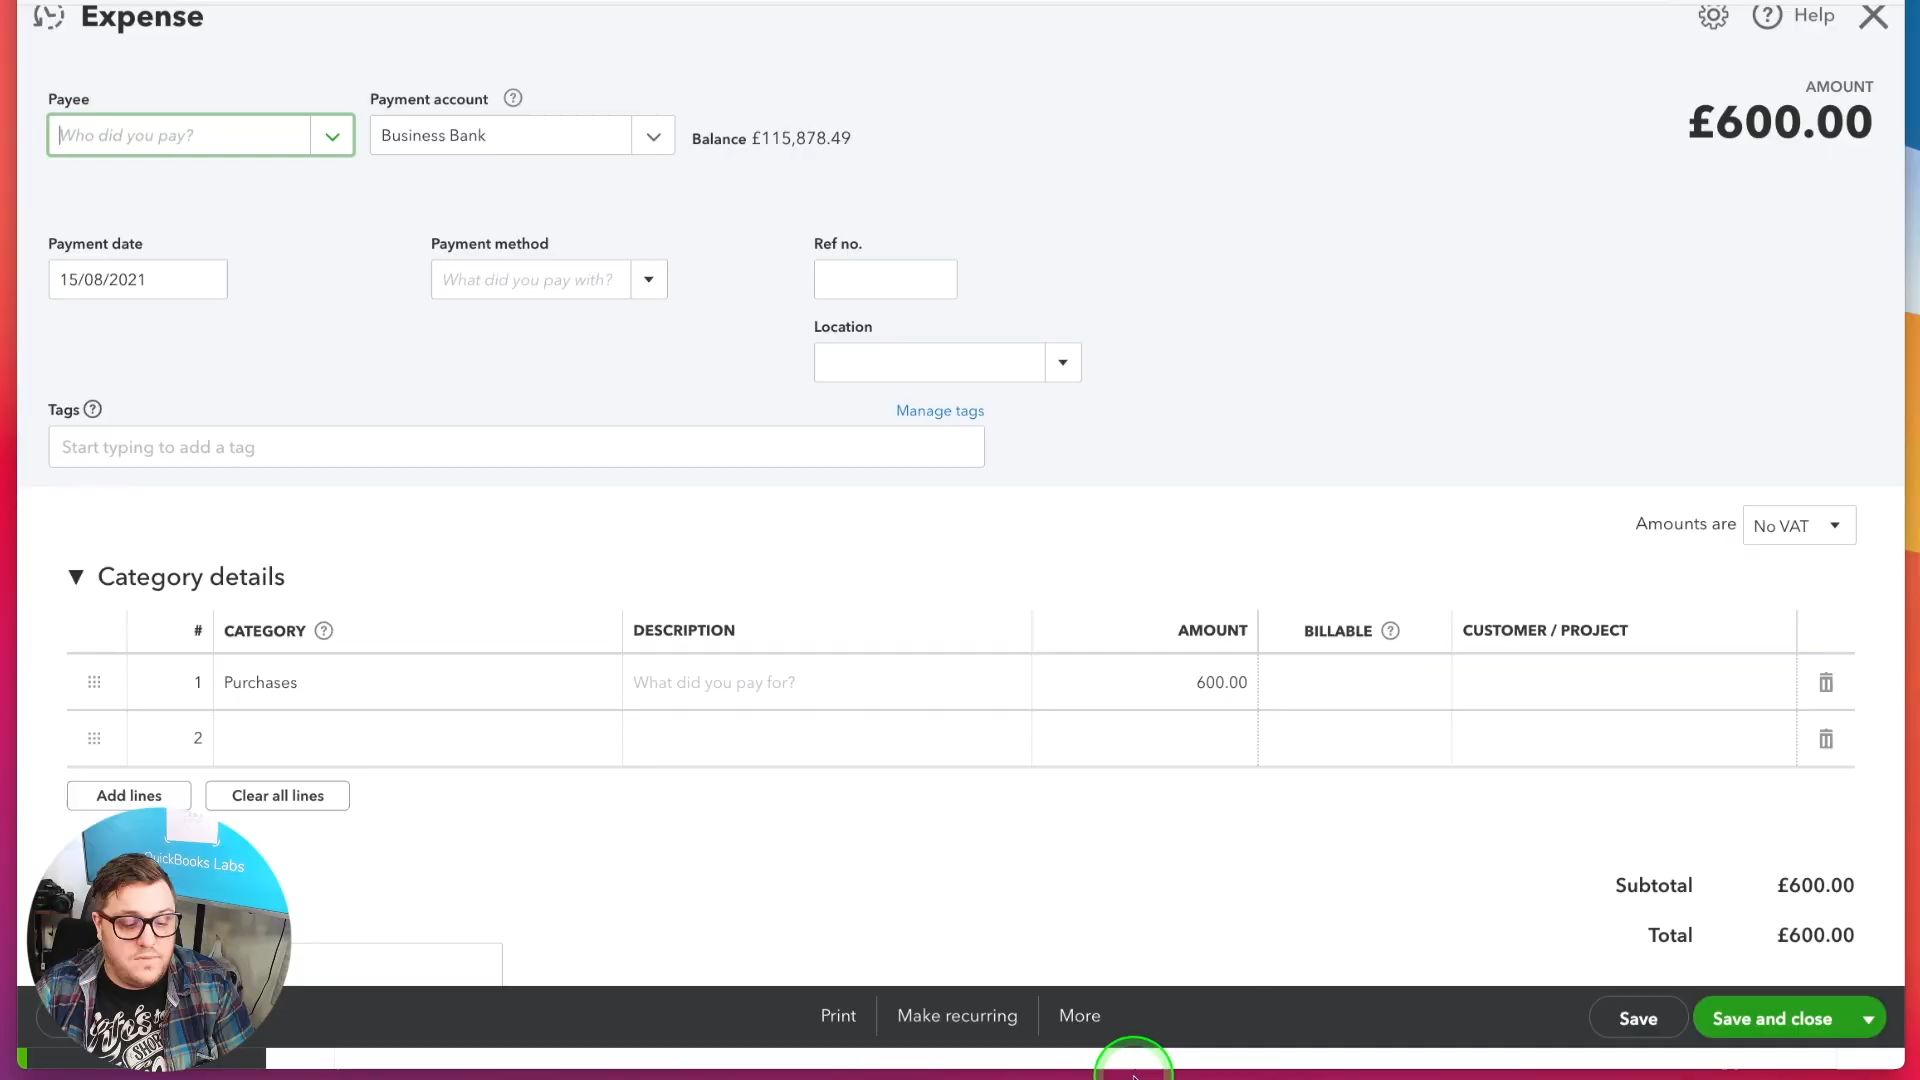 Expense
Help
Payee
Payment account
AMOUNT
£600.00
Who did you pay?
Business Bank
Balance £115,878.49
Payment date
Payment method
Ref no.
15/08/2021
What did you pay with?
Location
Tags
Manage tags
Start typing to add a tag
Amounts are
No VAT
Category details
# CATEGORY DESCRIPTION AMOUNT BILLABLE CUSTOMER / PROJECT
1 Purchases What did you pay for? 600.00
2
Add lines
Clear all lines
QuickBooks Labs
Subtotal £600.00
Total £600.00
Print
Make recurring
More
Save
Save and close